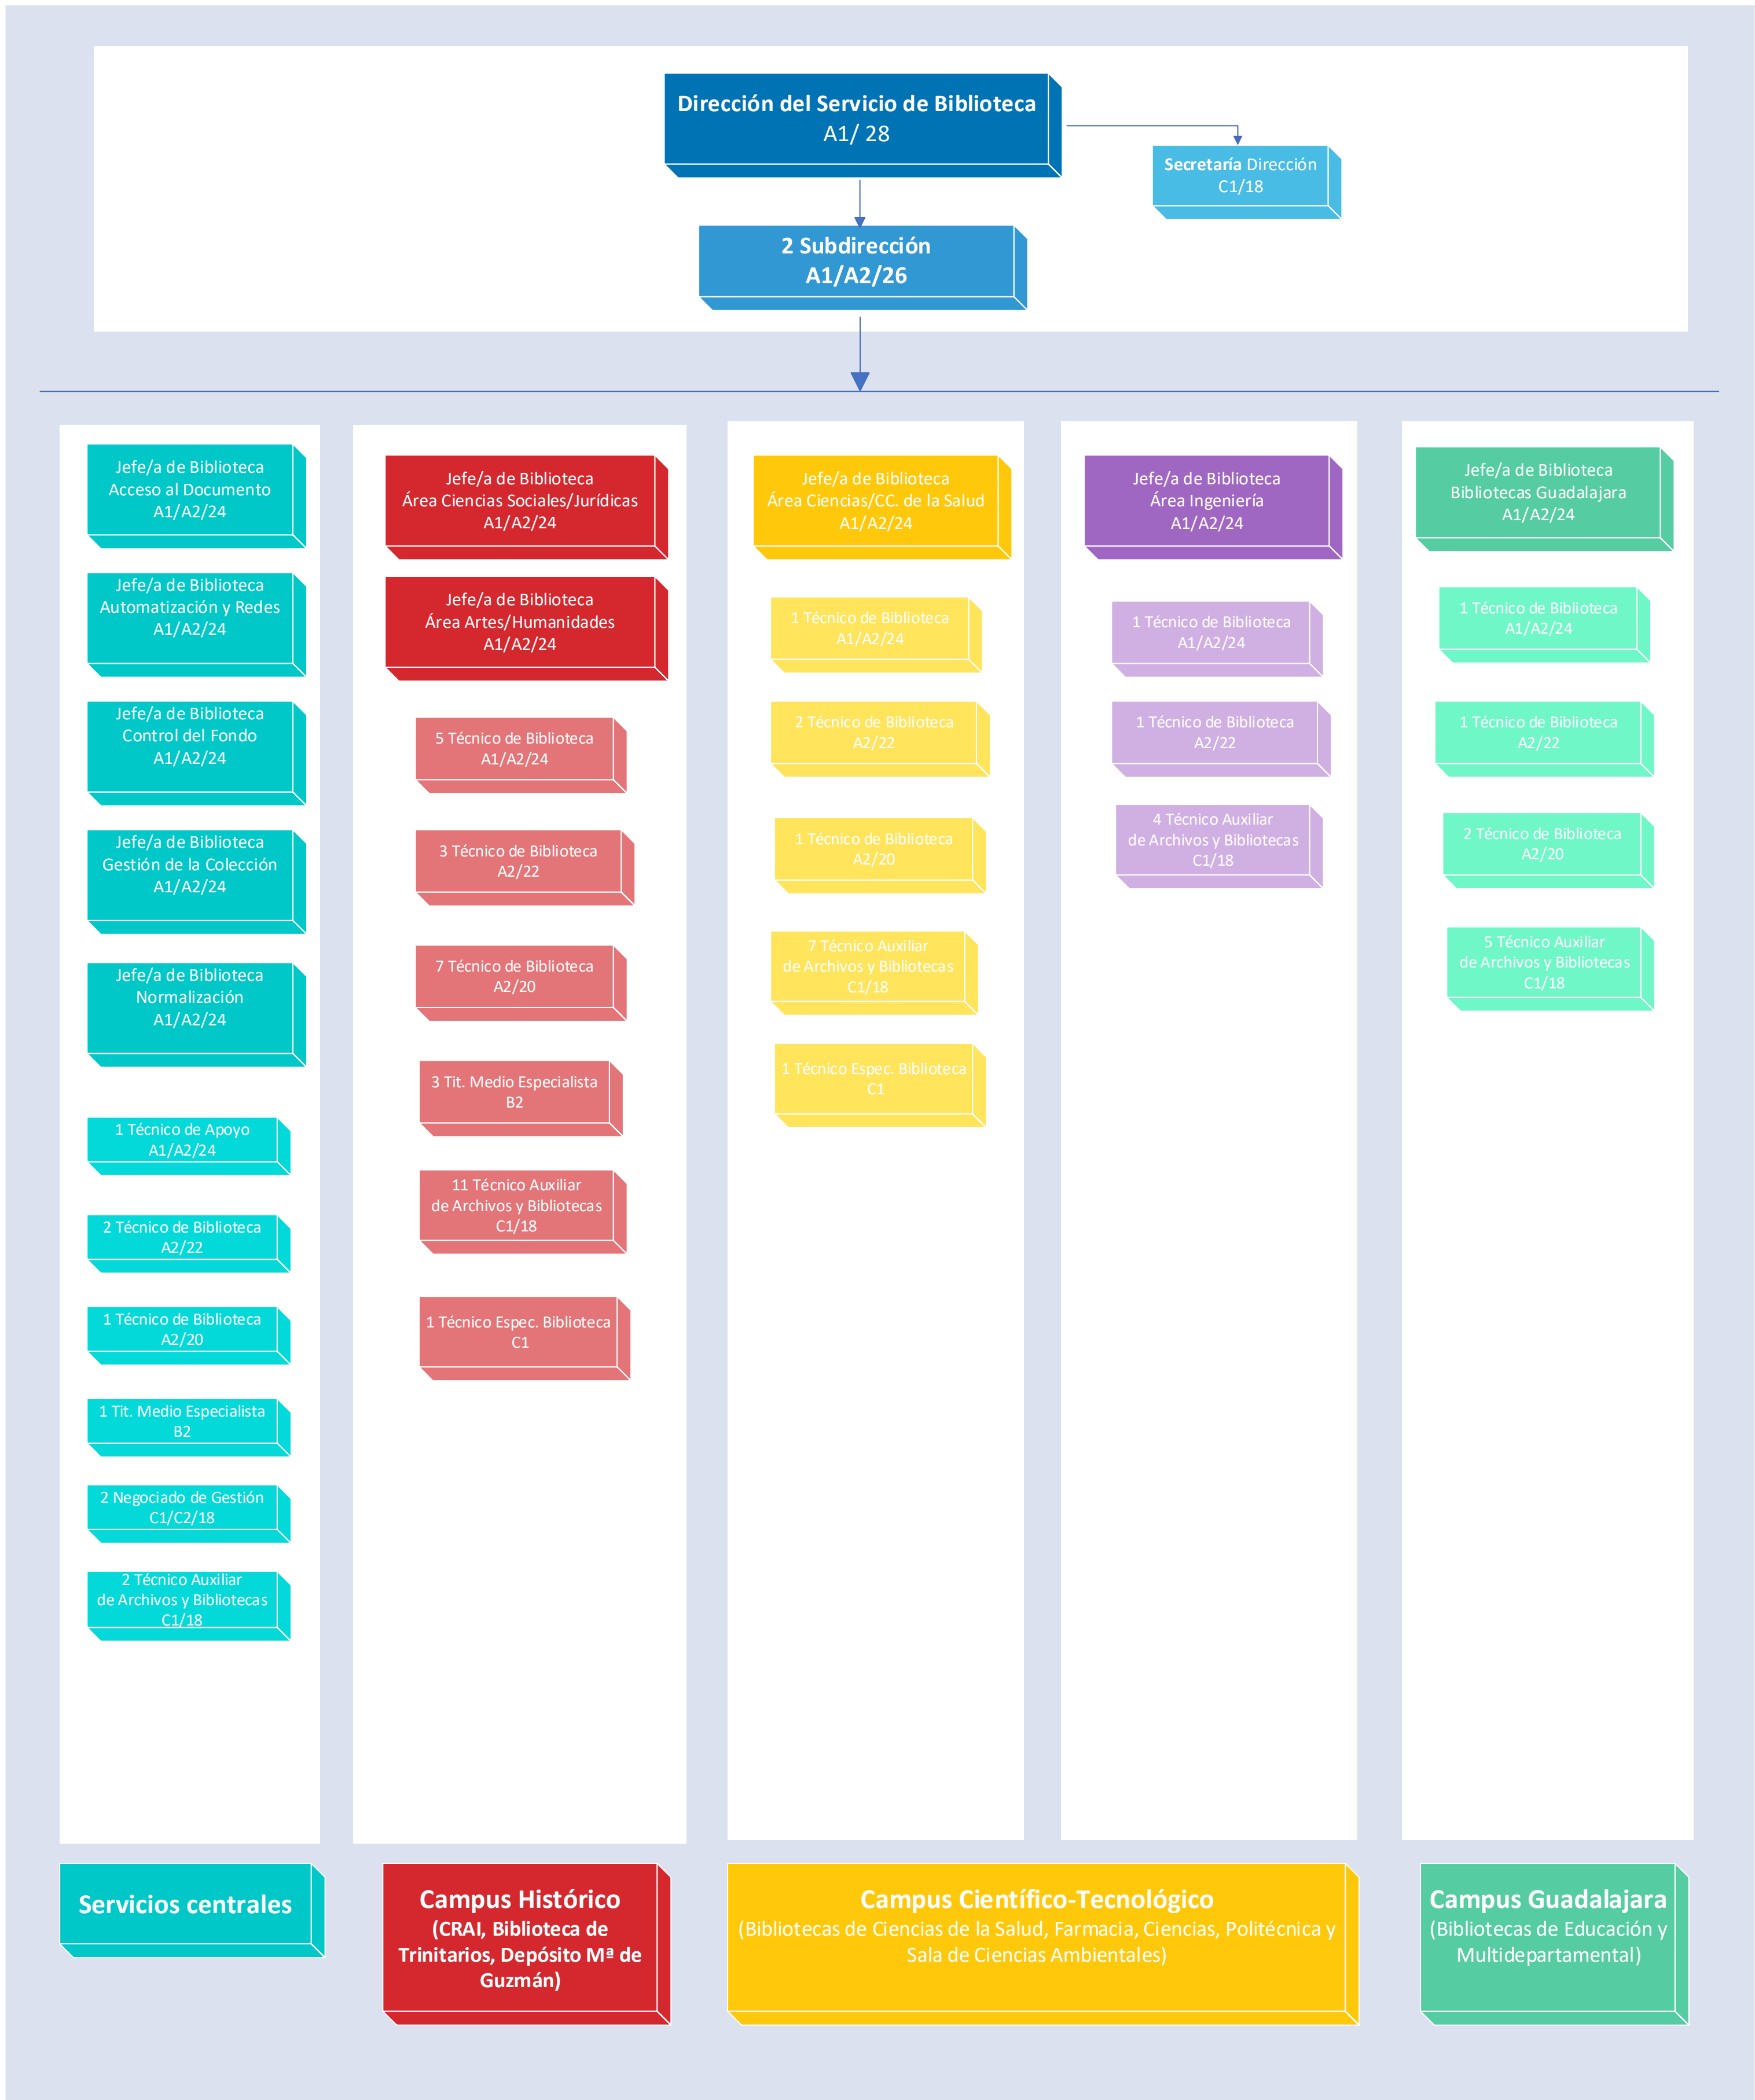 Dirección del Servicio de Biblioteca
A1/ 28
Secretaría Dirección
C1/18
2 Subdirección
A1/A2/26
Jefe/a de Biblioteca
Acceso al Documento
A1/A2/24
Jefe/a de Biblioteca
Automatización y Redes
A1/A2/24
Jefe/a de Biblioteca
Control del Fondo
A1/A2/24
Jefe/a de Biblioteca
Gestión de la Colección
A1/A2/24
Jefe/a de Biblioteca
Normalización
A1/A2/24
1 Técnico de Apoyo
A1/A2/24
2 Técnico de Biblioteca
A2/22
1 Técnico de Biblioteca
A2/20
1 Tit. Medio Especialista
B2
2 Negociado de Gestión
C1/C2/18
2 Técnico Auxiliar
de Archivos y Bibliotecas
C1/18
Servicios centrales
Jefe/a de Biblioteca
Área Ciencias Sociales/Jurídicas
A1/A2/24
Jefe/a de Biblioteca
Área Artes/Humanidades
A1/A2/24
5 Técnico de Biblioteca
A1/A2/24
3 Técnico de Biblioteca
A2/22
7 Técnico de Biblioteca
A2/20
3 Tit. Medio Especialista
B2
11 Técnico Auxiliar
de Archivos y Bibliotecas
C1/18
1 Técnico Espec. Biblioteca
C1
Campus Histórico
(CRAI, Biblioteca de
Trinitarios, Depósito Mª de
Guzmán)
Jefe/a de Biblioteca
Área Ciencias/CC. de la Salud
A1/A2/24
1 Técnico de Biblioteca
A1/A2/24
2 Técnico de Biblioteca
A2/22
1 Técnico de Biblioteca
A2/20
7 Técnico Auxiliar
de Archivos y Bibliotecas
C1/18
1 Técnico Espec. Biblioteca
C1
Jefe/a de Biblioteca
Área Ingeniería
A1/A2/24
1 Técnico de Biblioteca
A1/A2/24
1 Técnico de Biblioteca
A2/22
4 Técnico Auxiliar
de Archivos y Bibliotecas
C1/18
Campus Científico-Tecnológico
(Bibliotecas de Ciencias de la Salud, Farmacia, Ciencias, Politécnica y
Sala de Ciencias Ambientales)
Jefe/a de Biblioteca
Bibliotecas Guadalajara
A1/A2/24
1 Técnico de Biblioteca
A1/A2/24
1 Técnico de Biblioteca
A2/22
2 Técnico de Biblioteca
A2/20
5 Técnico Auxiliar
de Archivos y Bibliotecas
C1/18
Campus Guadalajara
(Bibliotecas de Educación y
Multidepartamental)